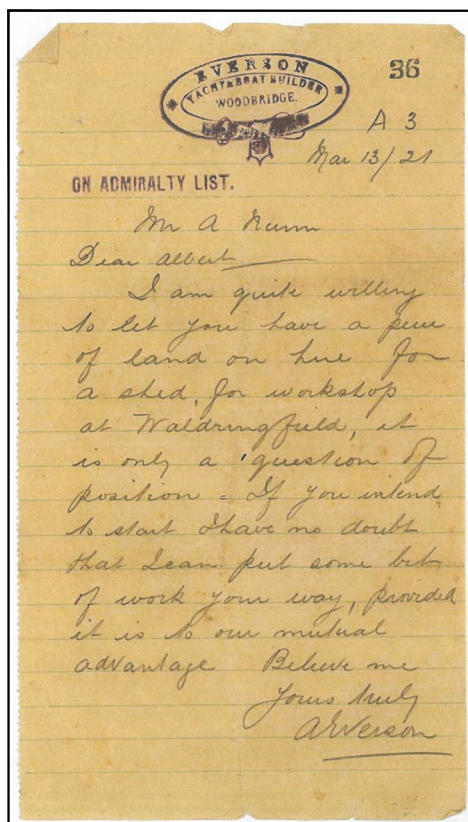 EVERSON
YACHT & BOAT BUILDER
WOODBRIDGE.
36
A 3
Mar 13/21
ON ADMIRALTY LIST.
Mr A Nunn
Dear Albert
I am quite willing
to let you have a piece
of land on hire for
a shed, for workshop
at Waldringfield, it
is only a question of
position = If you intend
to start I have no doubt
that I can put some bit
of work your way, provided
it is to our mutual
advantage Believe me
Yours truly
A Everson